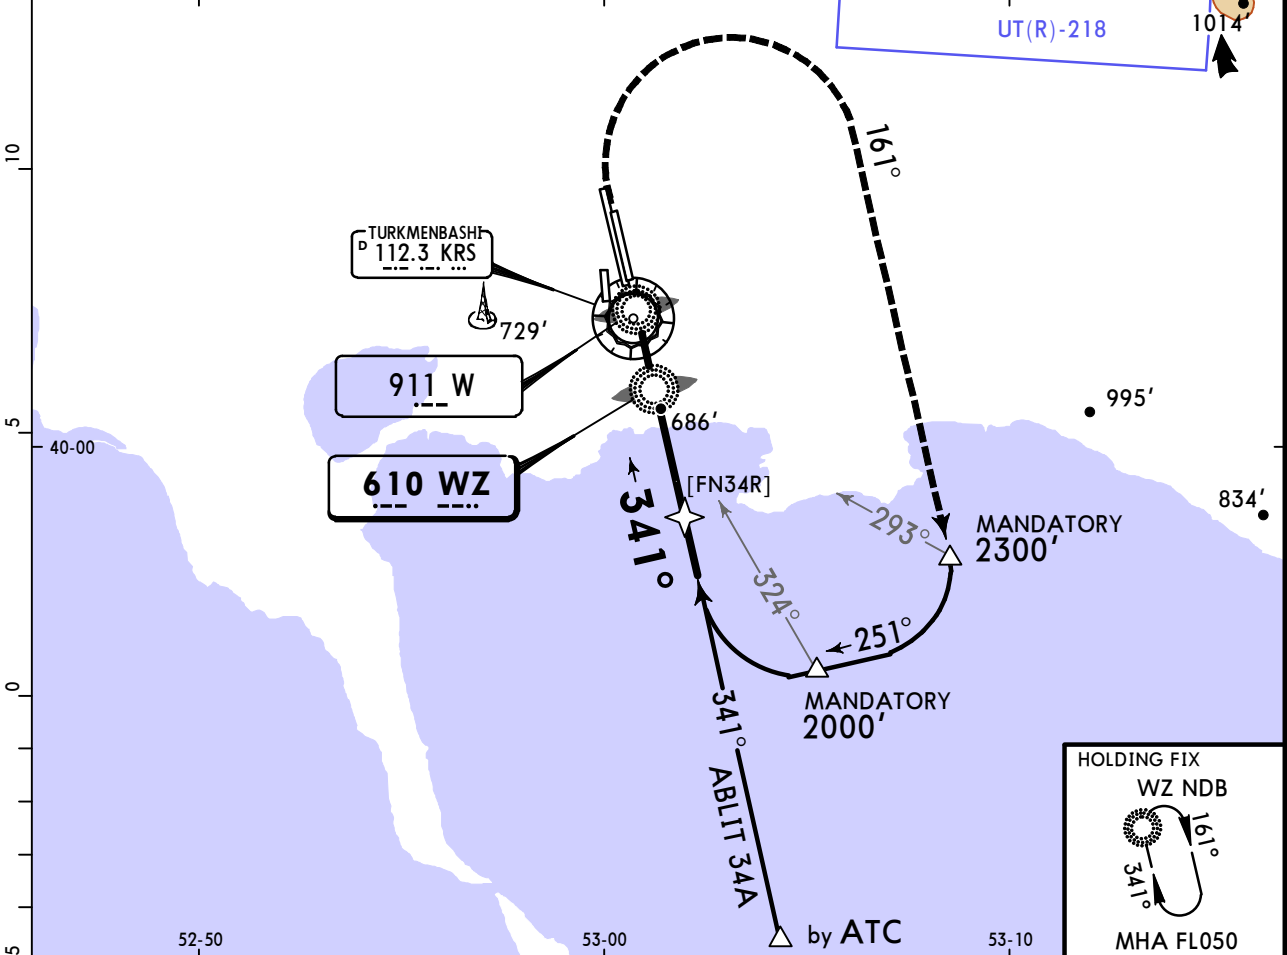 UT(R)-218
1014'
161°
10
TURKMENBASHI
D 112.3 KRS
729'
911 W
995'
686'
5
40-00
610 WZ
[FN34R]
834'
341°
293°
MANDATORY
2300'
324°
251°
0
341°
MANDATORY
2000'
ABLIT 34A
HOLDING FIX
WZ NDB
161°
341°
MHA FL050
by ATC
52-50
53-00
53-10
5